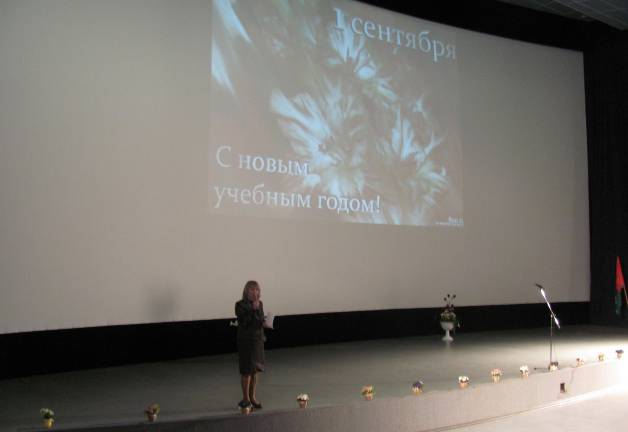 1 сентября
С новым
учебным годом!